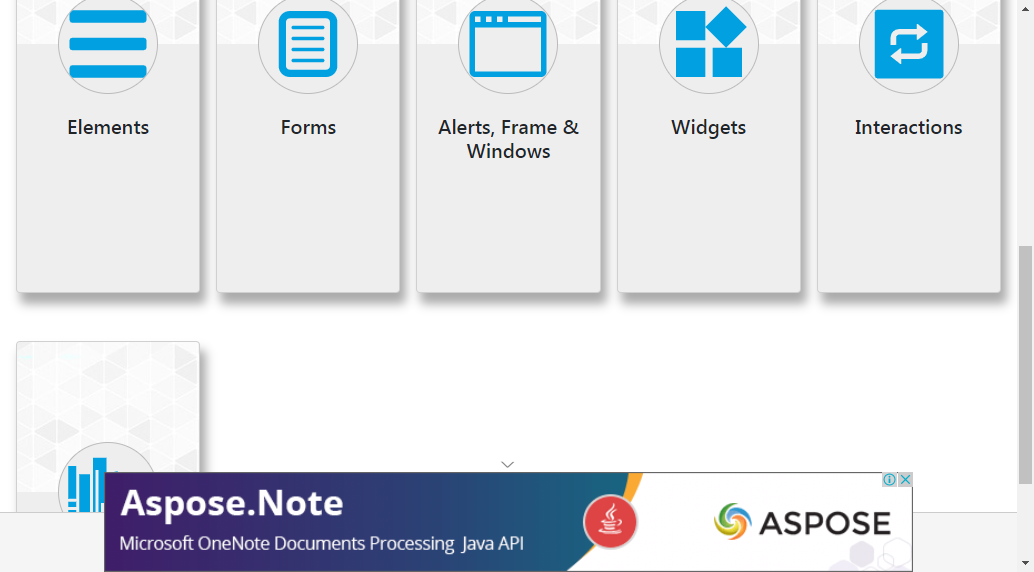 Elements
Forms
Alerts, Frame &
Windows
Widgets
Interactions
Aspose.Note
Microsoft OneNote Documents Processing Java API
ASPOSE